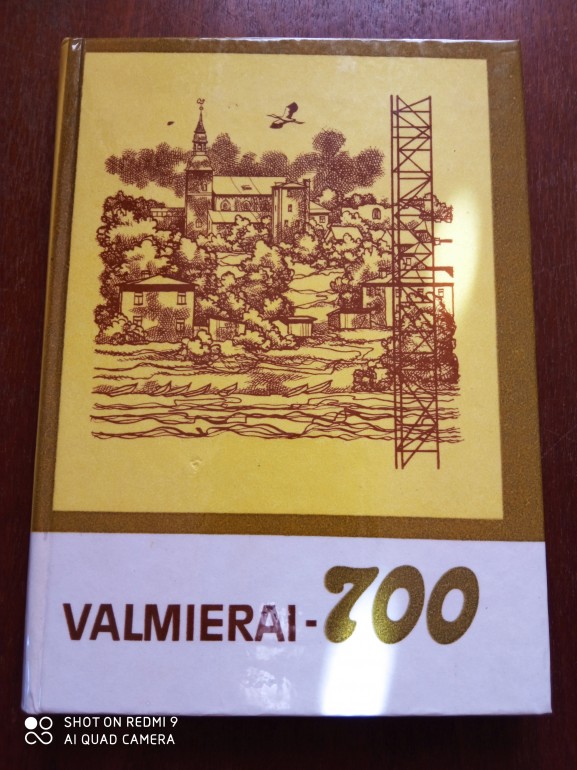 VALMIERAI-700
SHOT ON REDMI 9
AI QUAD CAMERA